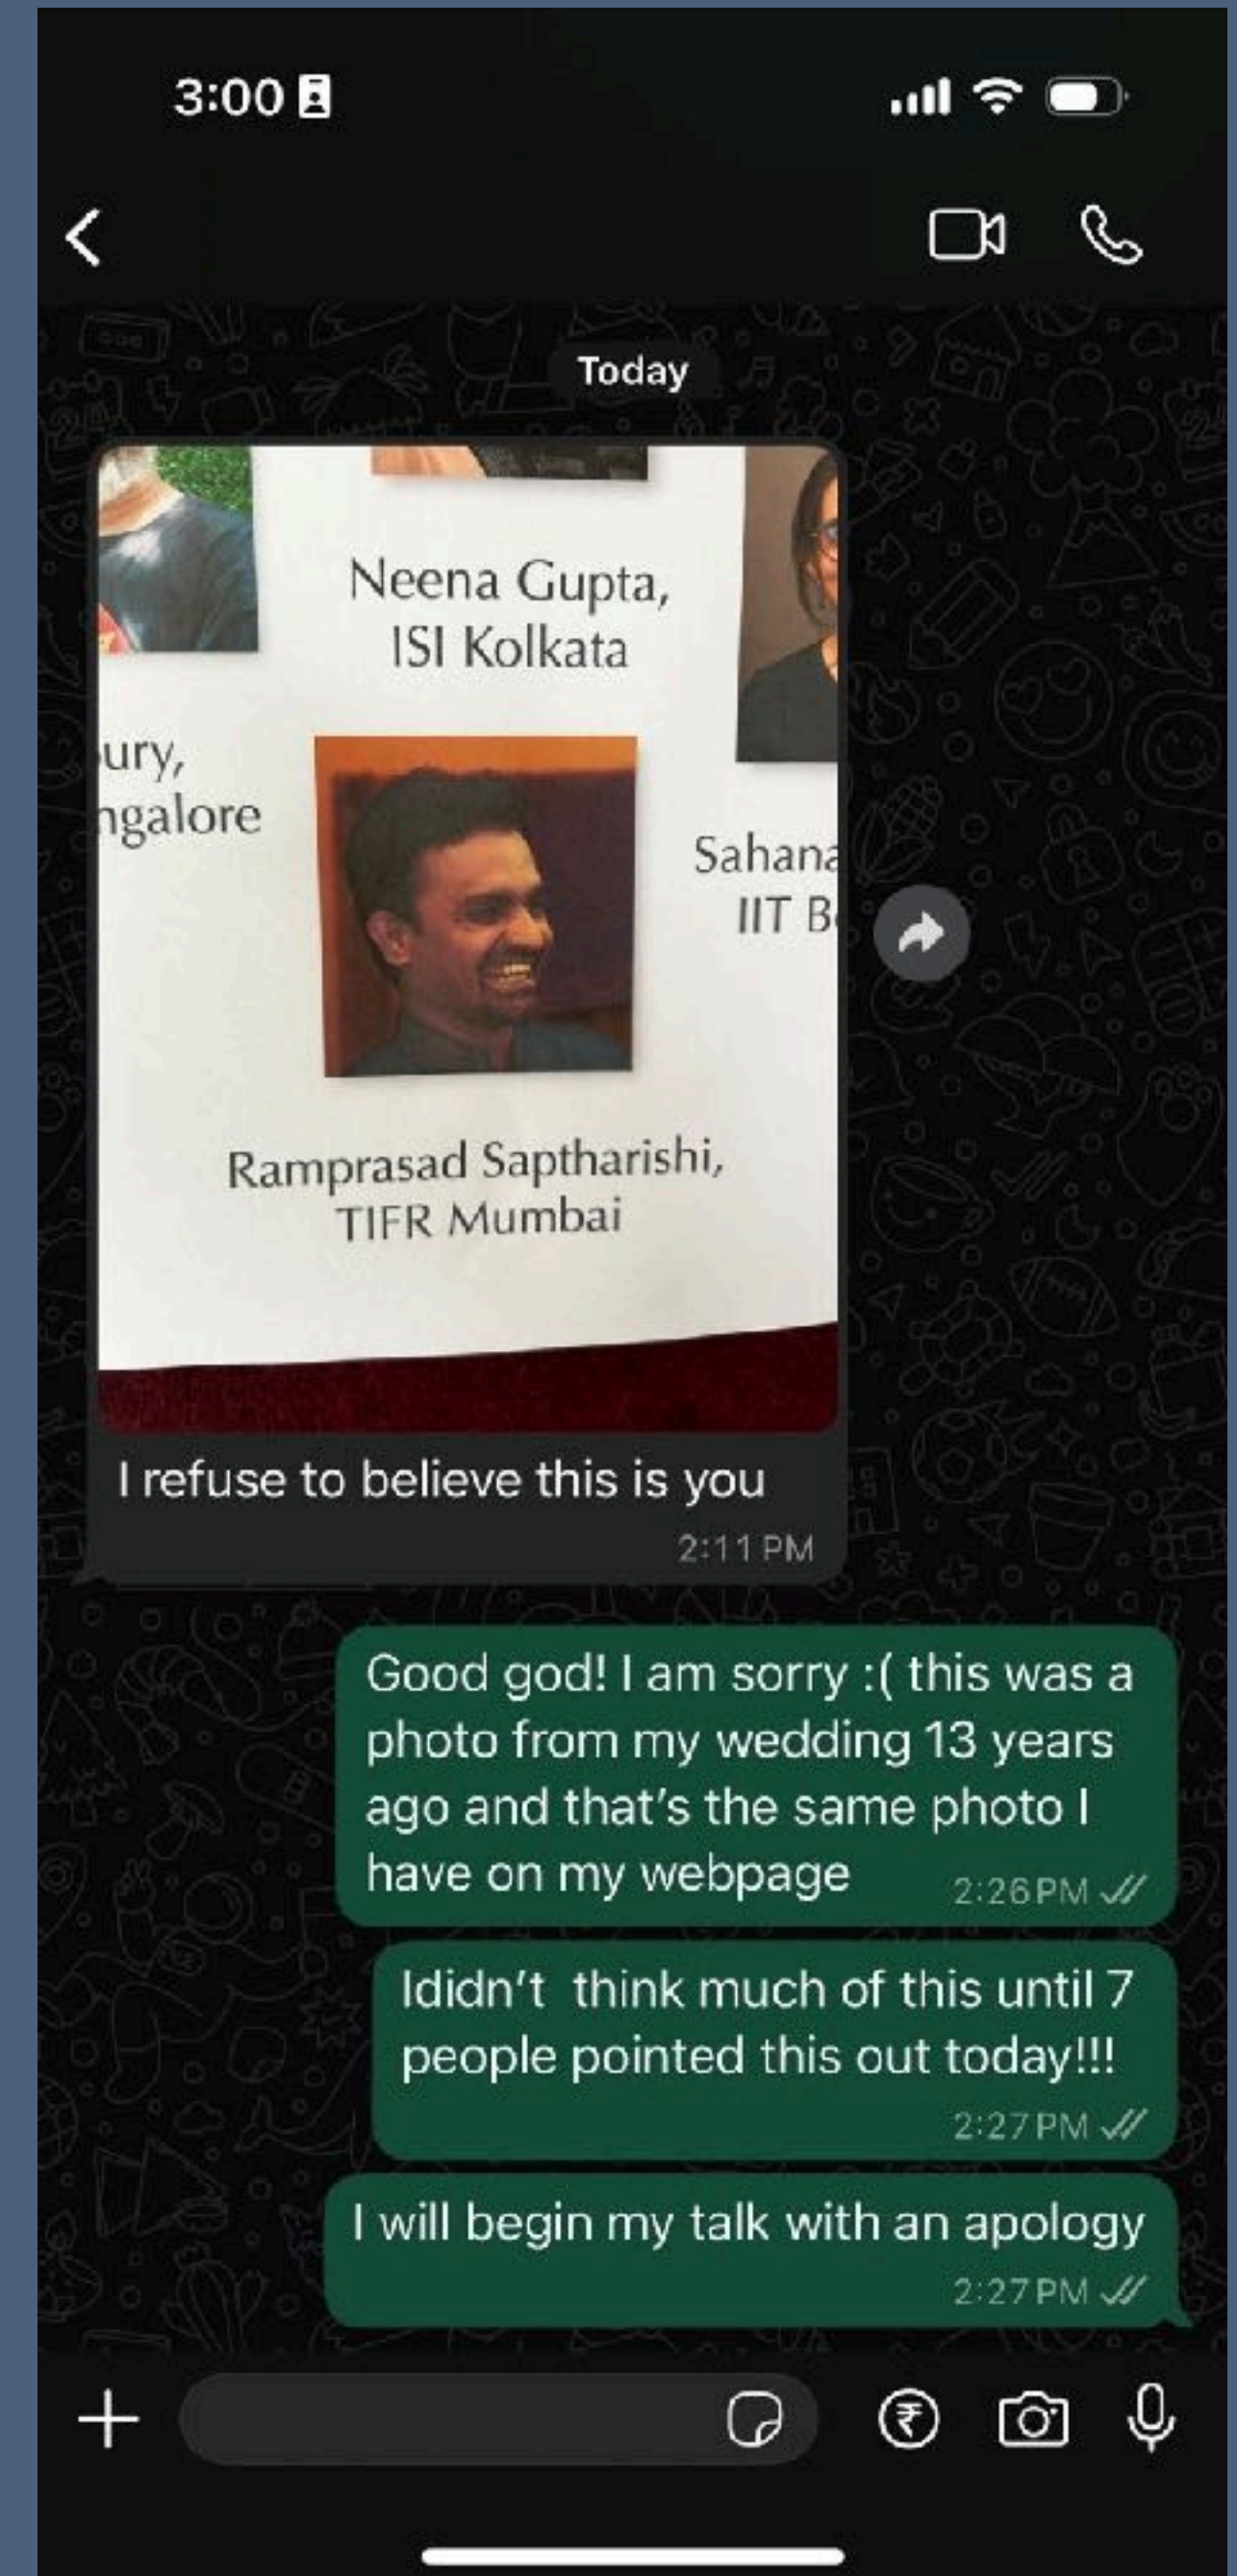 3:00
Today
Neena Gupta,
ISI Kolkata
ury,
ngalore
Sahana
IIT B
Ramprasad Saptharishi,
TIFR Mumbai
I refuse to believe this is you
2:11 PM
Good god! I am sorry :( this was a
photo from my wedding 13 years
ago and that's the same photo I
have on my webpage 2:26 PM
Ididn't think much of this until 7
people pointed this out today!!!
2:27 PM
I will begin my talk with an apology
2:27 PM